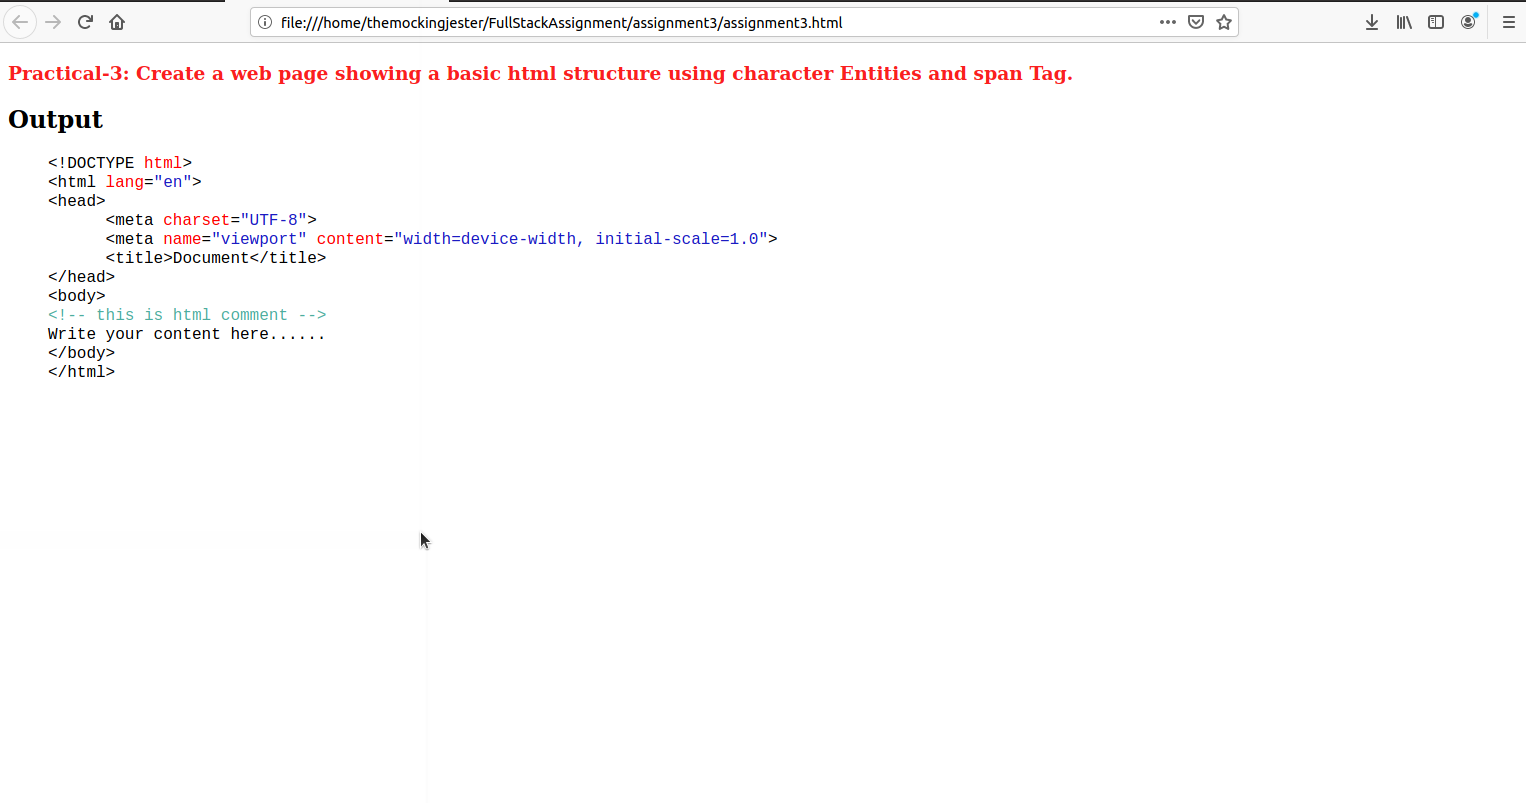 file:///home/themockingjester/FullStackAssignment/assignment3/assignment3.html
Practical-3: Create a web page showing a basic html structure using character Entities and span Tag.
Output
<!DOCTYPE html>
<html lang="en">
<head>
      <meta charset="UTF-8">
      <meta name="viewport" content="width=device-width, initial-scale=1.0">
      <title>Document</title>
</head>
<body>
<!-- this is html comment -->
Write your content here......
</body>
</html>